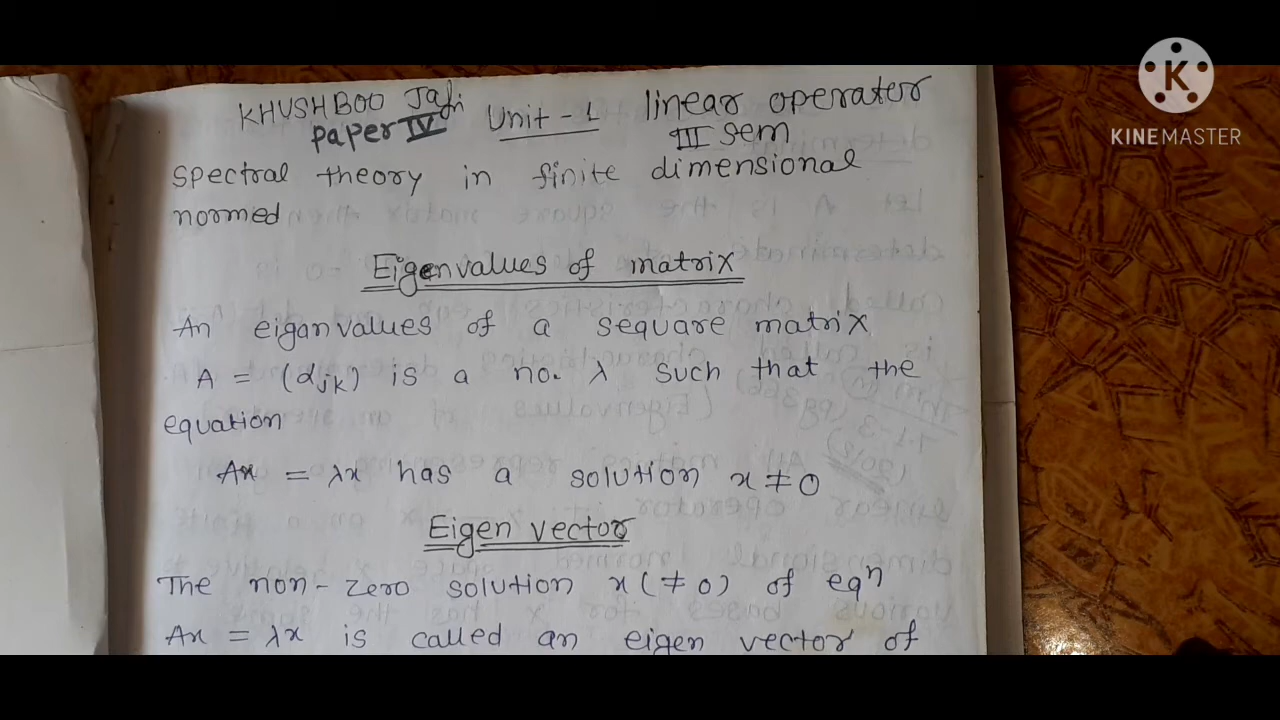 KHUSHBOO Jafri
Paper IV Unit - 1 linear operator
III sem
spectral theory in finite dimensional
normed
Eigenvalues of matrix
An eiganvalues of a sequare matrix
A = (αjk) is a no. λ such that the
equation
Ax = λx has a solution x ≠ 0
Eigen vector
The non-zero solution x(≠0) of eqn
Ax = λx is called an eigen vector of
K
KINEMASTER